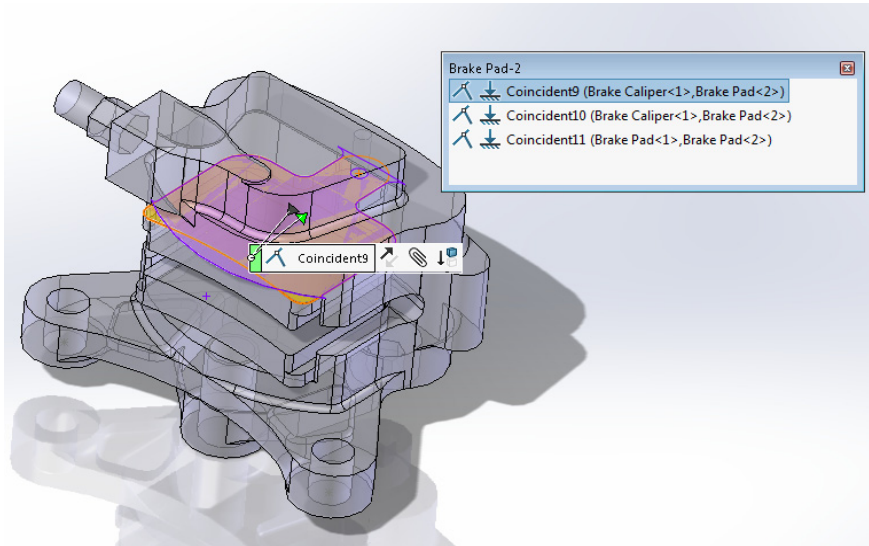 Brake Pad-2
Coincident9 (Brake Caliper<1>,Brake Pad<2>)
Coincident10 (Brake Caliper<1>,Brake Pad<2>)
Coincident11 (Brake Pad<1>,Brake Pad<2>)
Coincident9